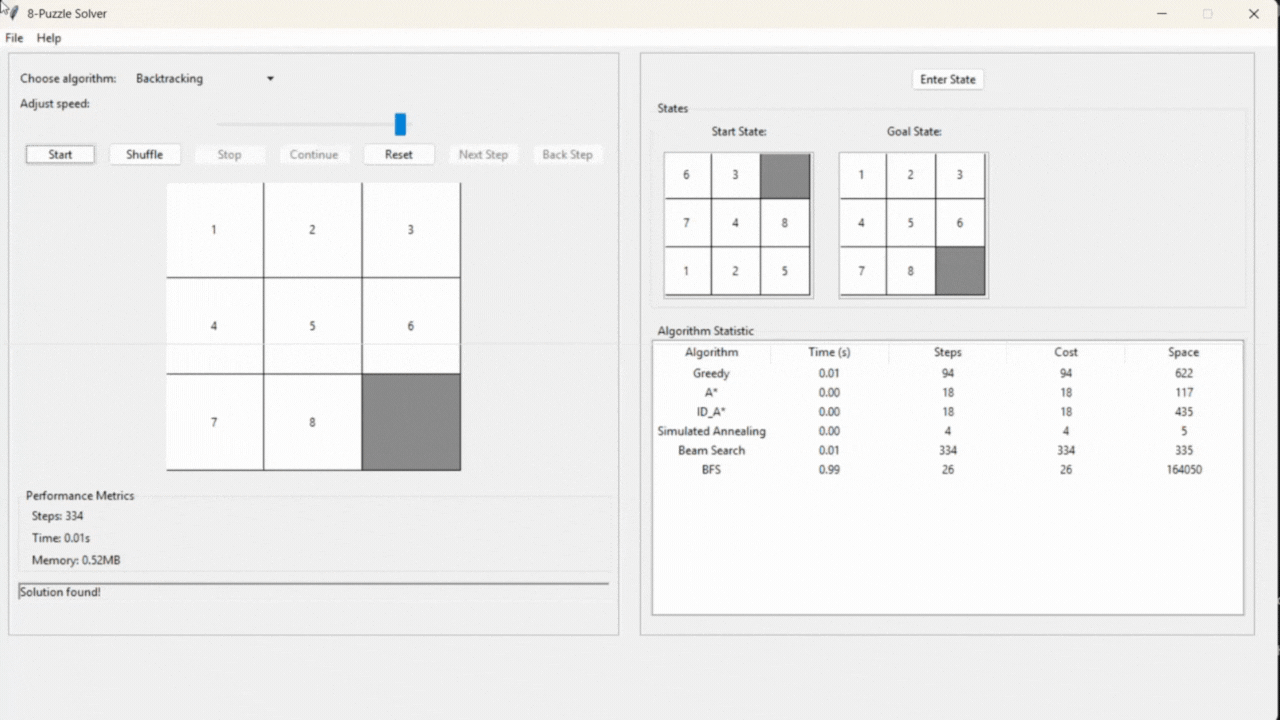 8-Puzzle Solver
File Help
Choose algorithm: Backtracking
Adjust speed:
Start Shuffle Stop Continue Reset Next Step Back Step
1 2 3
4 5 6
7 8
Performance Metrics
Steps: 334
Time: 0.01s
Memory: 0.52MB
Solution found!
Enter State
States
Start State: Goal State:
6 3
7 4 8
1 2 5
1 2 3
4 5 6
7 8
Algorithm Statistic
Algorithm Time (s) Steps Cost Space
Greedy 0.01 94 94 622
A* 0.00 18 18 117
ID_A* 0.00 18 18 435
Simulated Annealing 0.00 4 4 5
Beam Search 0.01 334 334 335
BFS 0.99 26 26 164050